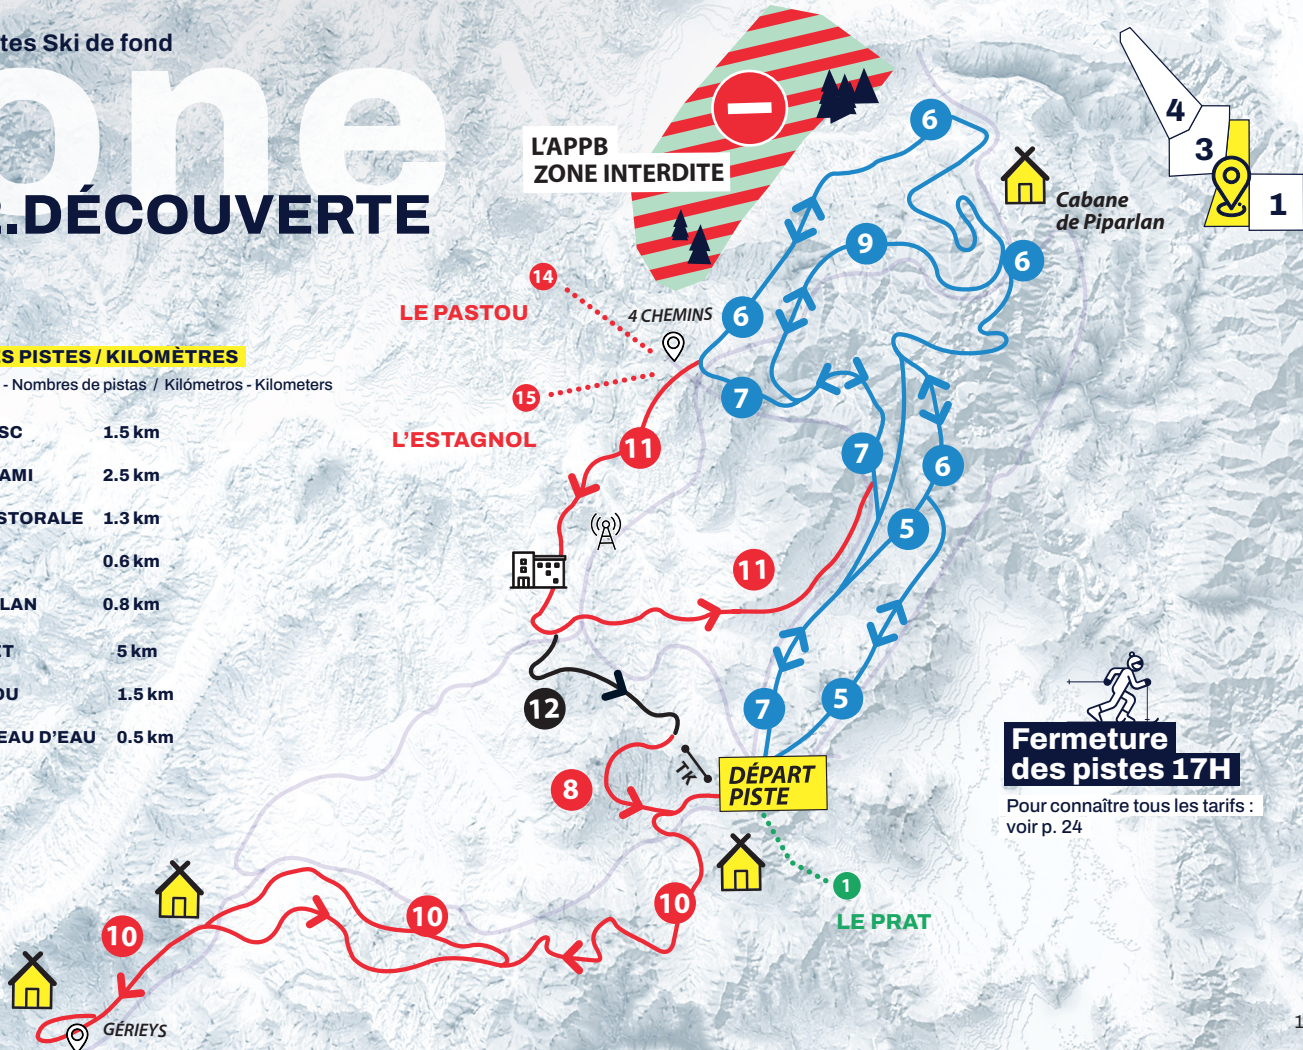 tes Ski de fond
one
2.DÉCOUVERTE
L'APPB
ZONE INTERDITE
4
3
1
Cabane
de Piparlan
6
9
6
14
LE PASTOU
4 CHEMINS
6
15
L'ESTAGNOL
7
11
7
6
5
11
S PISTES / KILOMÈTRES
- Nombres de pistas / Kilómetros - Kilometers
SC 1.5 km
AMI 2.5 km
STORALE 1.3 km
0.6 km
LAN 0.8 km
T 5 km
OU 1.5 km
EAU D'EAU 0.5 km
12
7
5
8
TK
DÉPART
PISTE
Fermeture
des pistes 17H
Pour connaître tous les tarifs :
voir p. 24
1
LE PRAT
10
10
10
GÉRIEYS
1